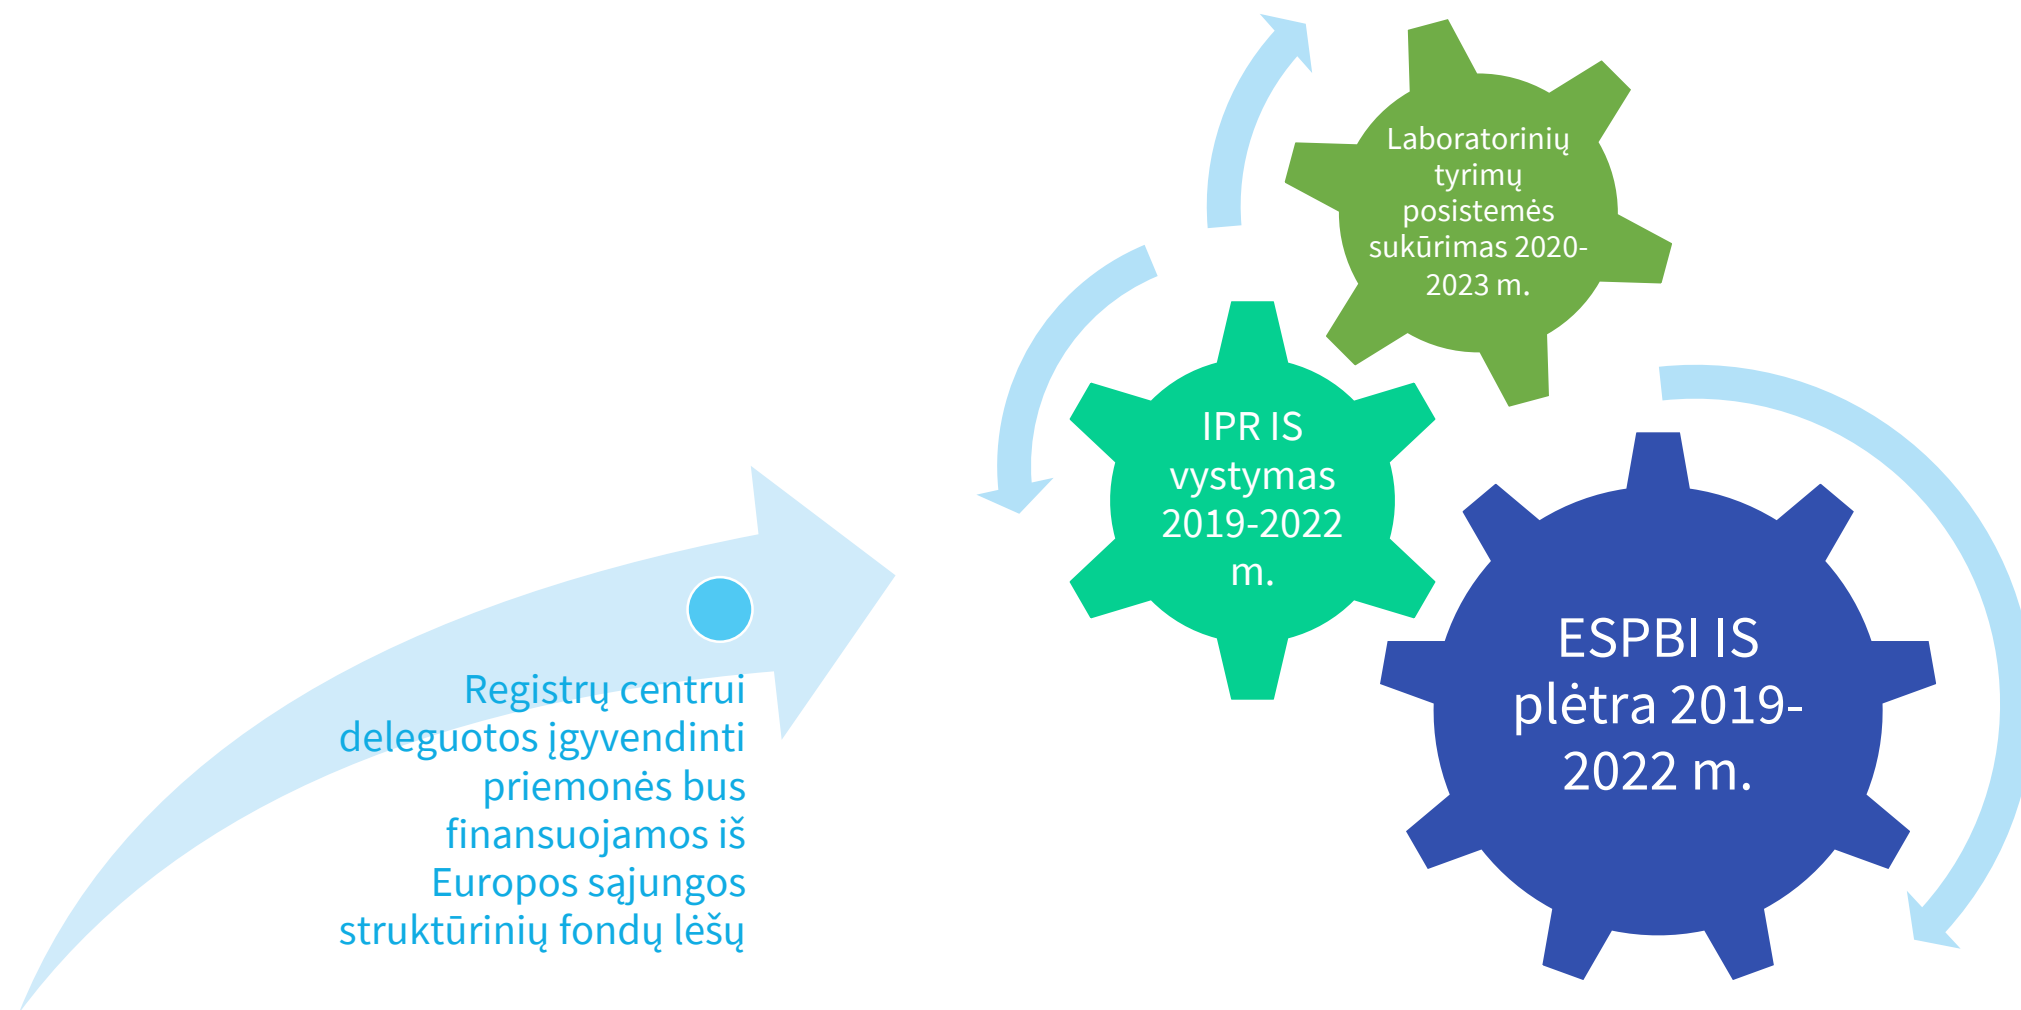 Registrų centrui
deleguotos įgyvendinti
priemonės bus
finansuojamos iš
Europos sąjungos
struktūrinių fondų lėšų
Laboratorinių
tyrimų
posistemės
sukūrimas 2020-
2023 m.
IPR IS
vystymas
2019-2022
m.
ESPBI IS
plėtra 2019-
2022 m.